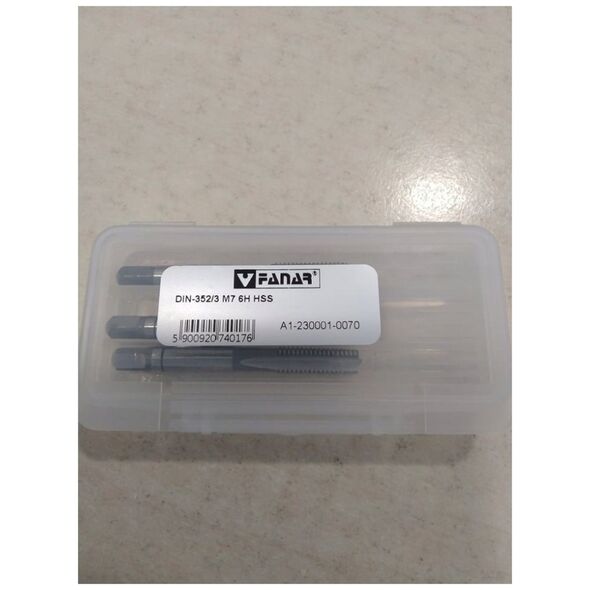 FANAR®
DIN-352/3 M7 6H HSS
A1-230001-0070
5 900920 740176